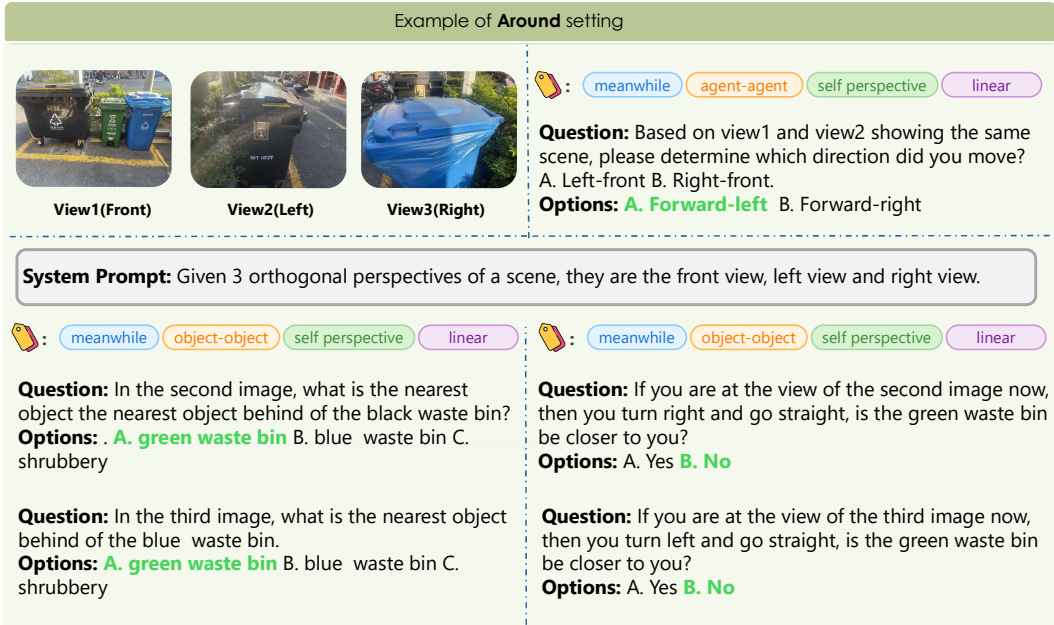 Example of Around setting
View1(Front)
View2(Left)
View3(Right)
: meanwhile agent-agent self perspective linear
Question: Based on view1 and view2 showing the same
scene, please determine which direction did you move?
A. Left-front B. Right-front.
Options: A. Forward-left B. Forward-right
System Prompt: Given 3 orthogonal perspectives of a scene, they are the front view, left view and right view.
: meanwhile object-object self perspective linear
Question: In the second image, what is the nearest
object the nearest object behind of the black waste bin?
Options: . A. green waste bin B. blue waste bin C.
shrubbery
Question: In the third image, what is the nearest object
behind of the blue waste bin.
Options: A. green waste bin B. blue waste bin C.
shrubbery
: meanwhile object-object self perspective linear
Question: If you are at the view of the second image now,
then you turn right and go straight, is the green waste bin
be closer to you?
Options: A. Yes B. No
Question: If you are at the view of the third image now,
then you turn left and go straight, is the green waste bin
be closer to you?
Options: A. Yes B. No